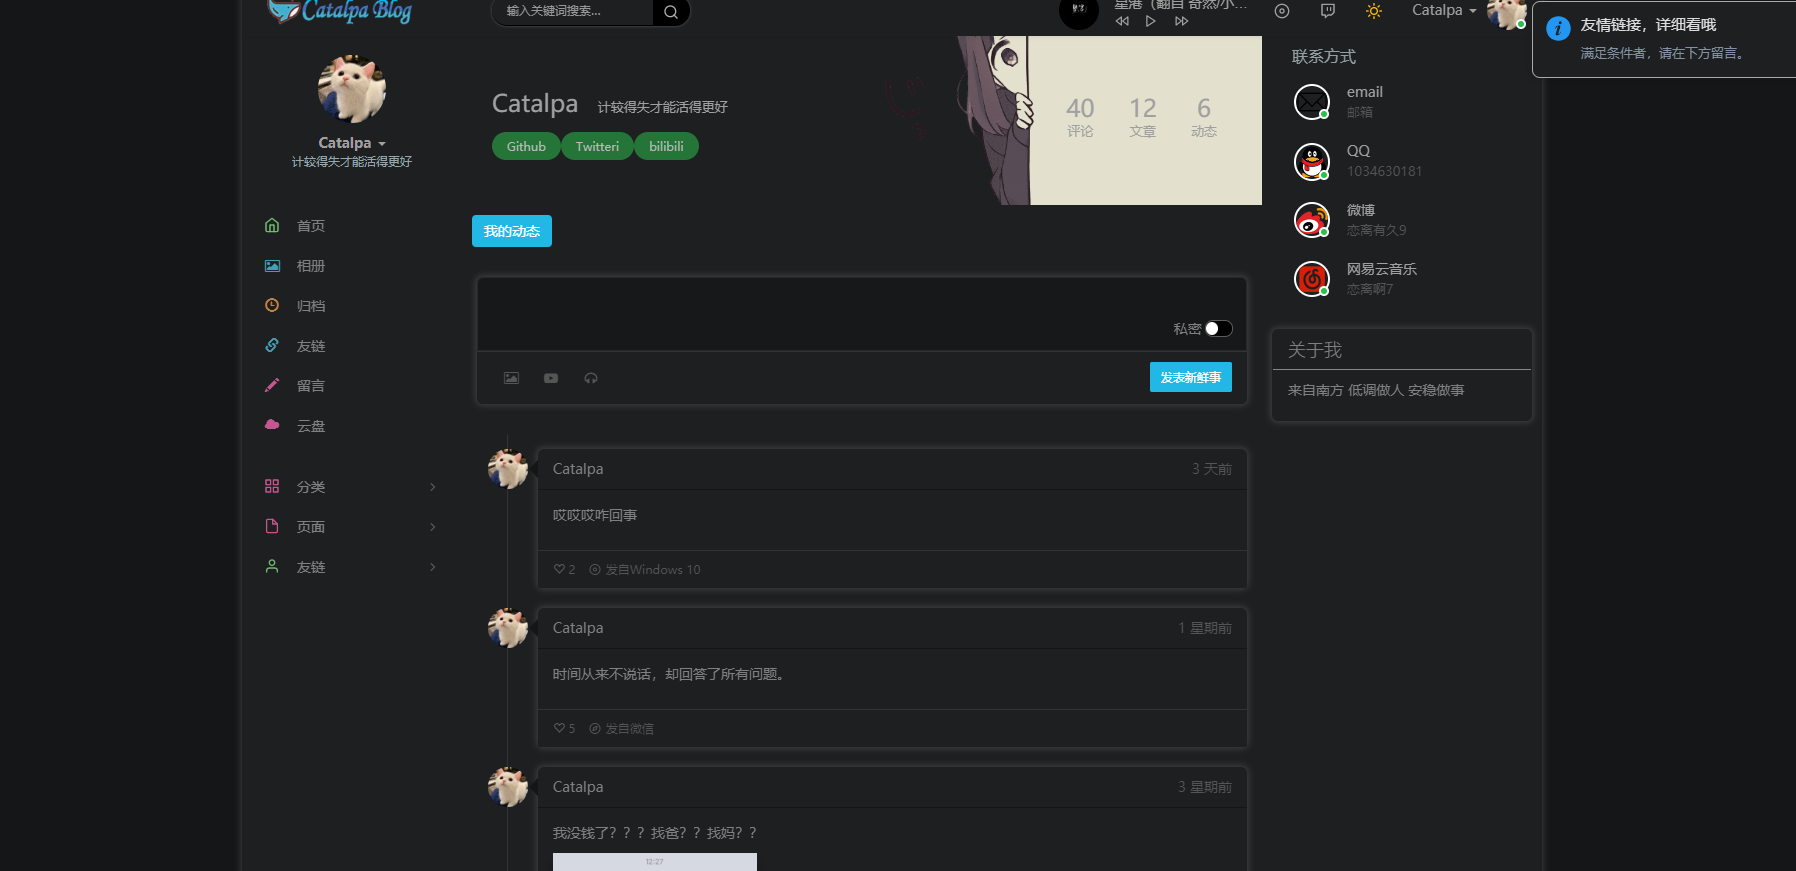 Catalpa Blog
输入关键词搜索...
星港（翻自 奇然/小...
Catalpa
友情链接，详细看哦
满足条件者，请在下方留言。
Catalpa
计较得失才能活得更好
首页
相册
归档
友链
留言
云盘
分类
页面
友链
Catalpa 计较得失才能活得更好
Github Twitteri bilibili
40 12 6
评论 文章 动态
我的动态
私密
发表新鲜事
Catalpa 3 天前
哎哎哎咋回事
2 发自Windows 10
Catalpa 1 星期前
时间从来不说话，却回答了所有问题。
5 发自微信
Catalpa 3 星期前
我没钱了？？？找爸？？找妈？？
12:27
联系方式
email
邮箱
QQ
1034630181
微博
恋离有久9
网易云音乐
恋离啊7
关于我
来自南方 低调做人 安稳做事